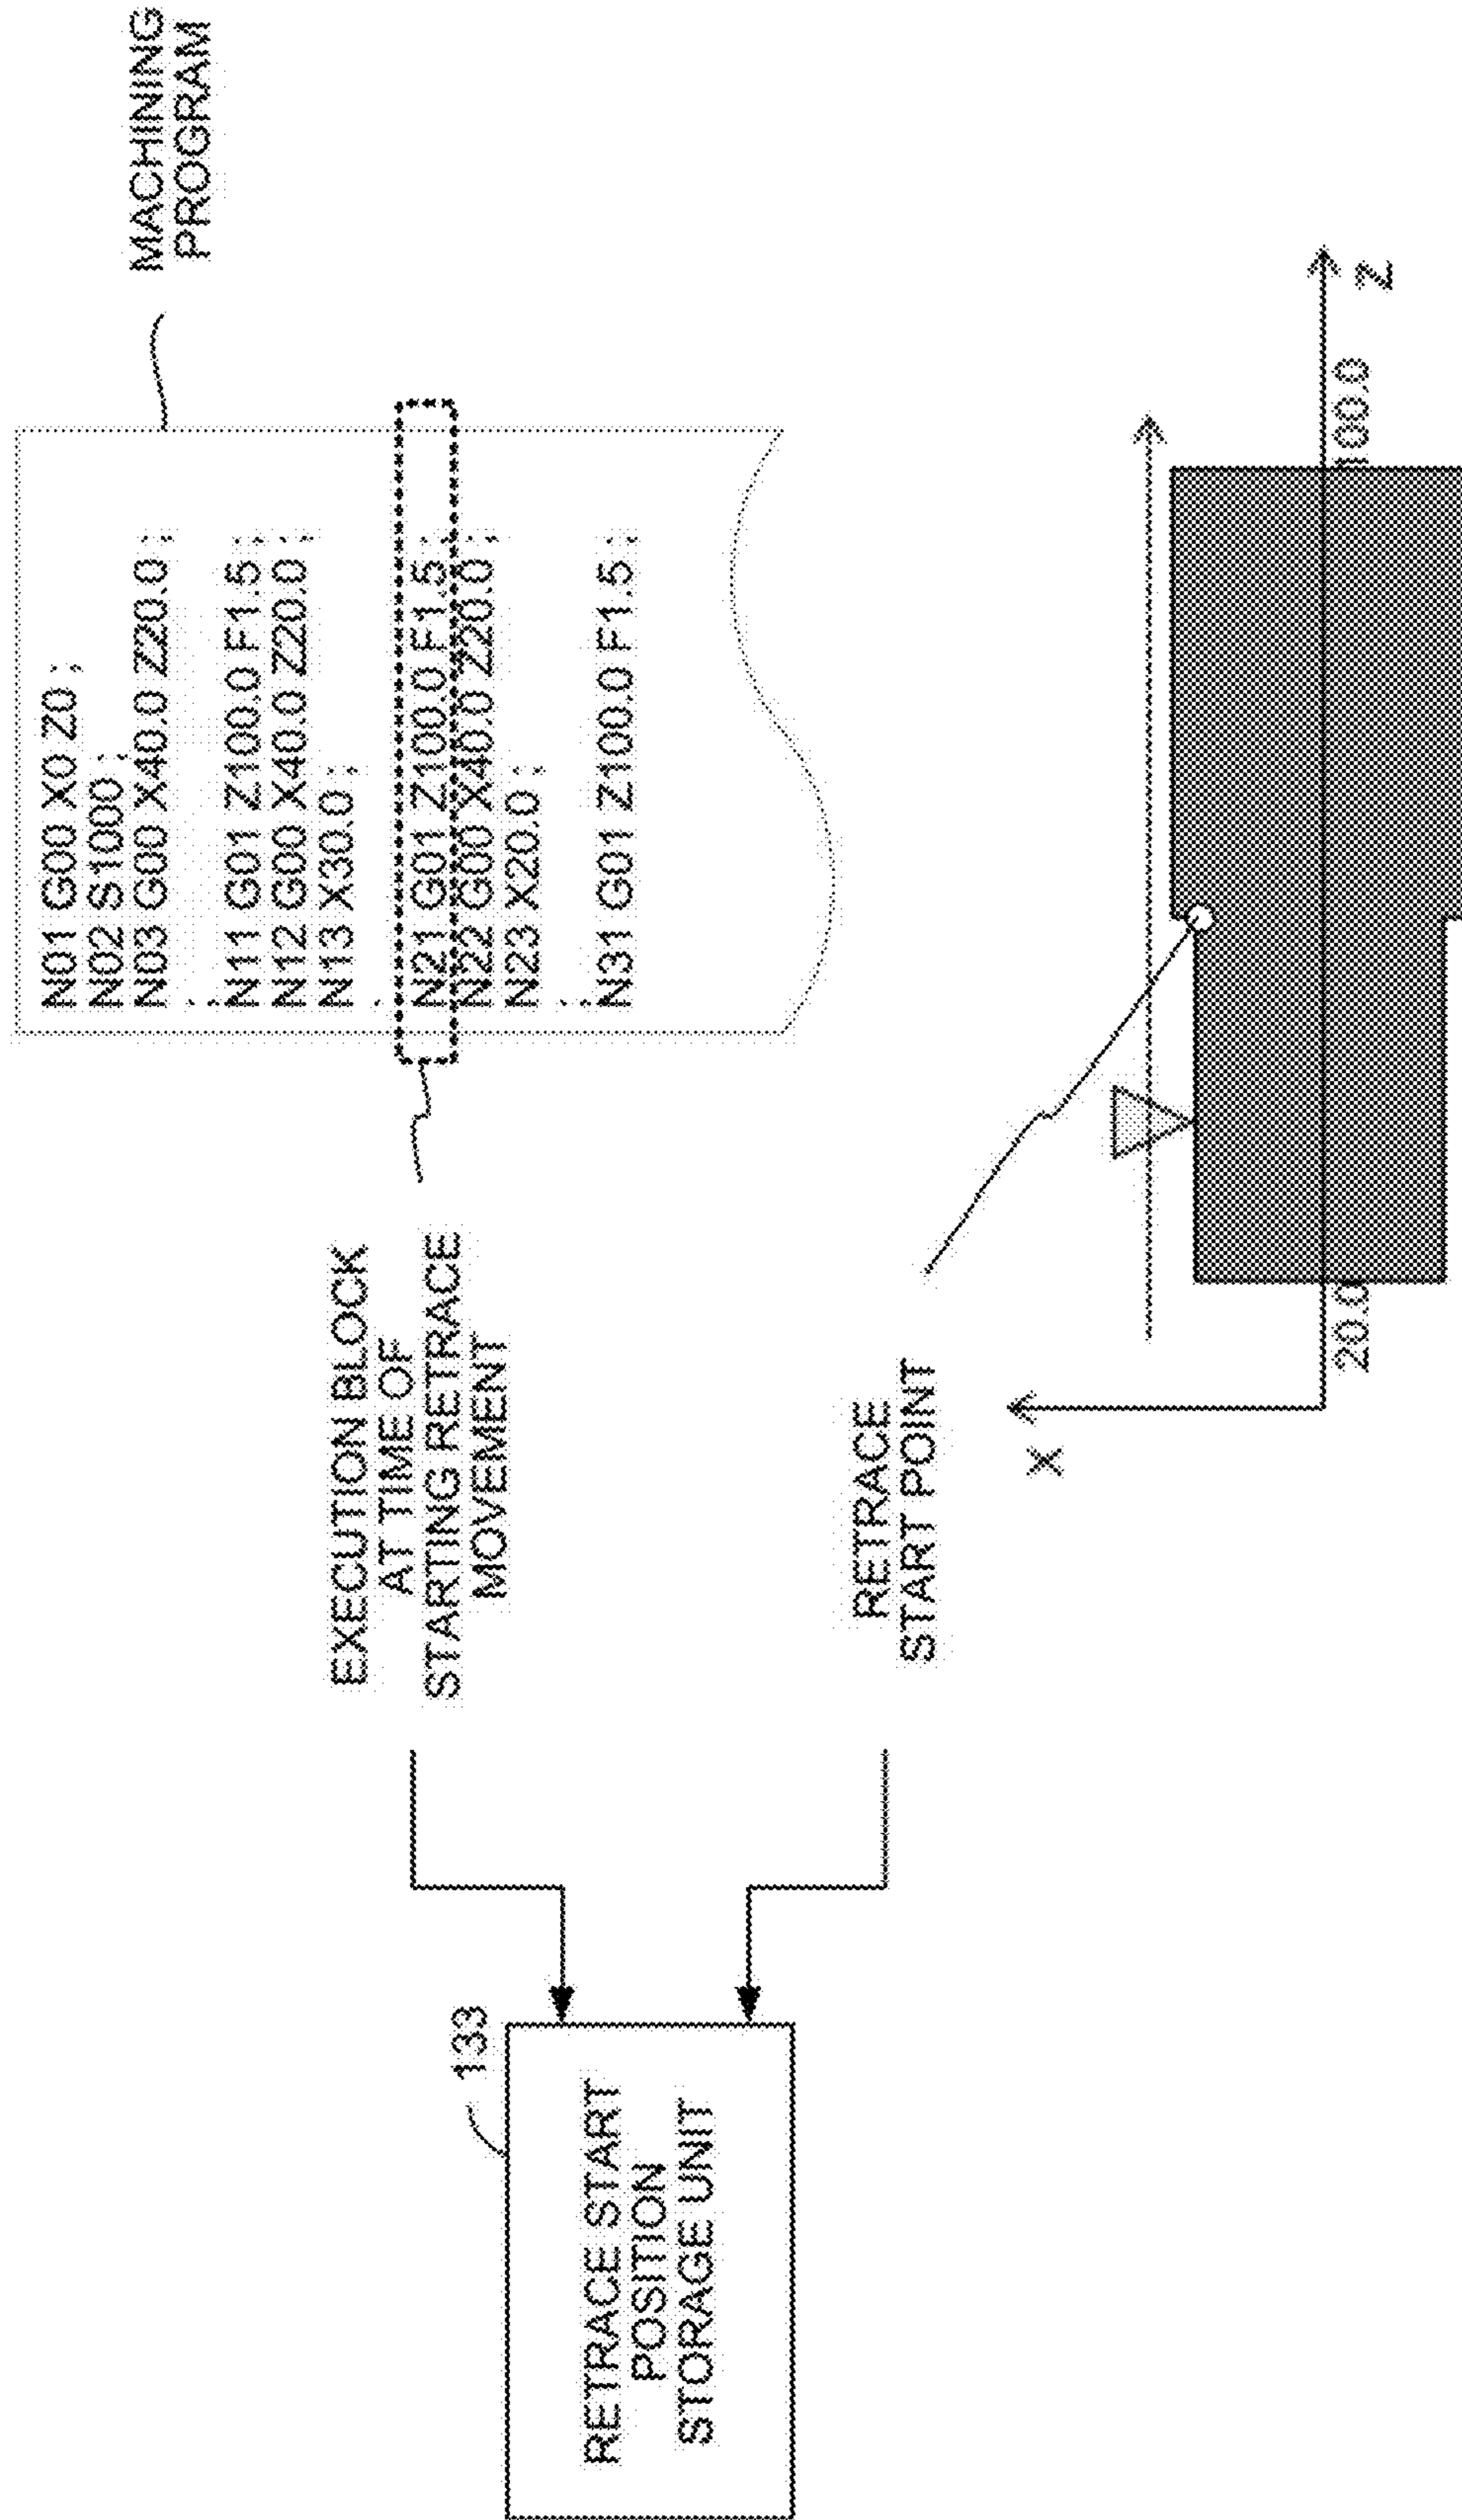 133
RETRACE START
POSITION
STORAGE UNIT
EXECUTION BLOCK
AT TIME OF
STARTING RETRACE
MOVEMENT
RETRACE
START POINT
MACHINING
PROGRAM
N01 G00 X0 Z0 ;
N02 S1000 ;
N03 G00 X40.0 Z20.0 ;
:
N11 G01 Z100.0 F1.5 ;
N12 G00 X40.0 Z20.0 ;
N13 X30.0 ;
:
N21 G01 Z100.0 F1.5 ;
N22 G00 X40.0 Z20.0 ;
N23 X20.0 ;
:
N31 G01 Z100.0 F1.5 ;
X
20.0
100.0
Z